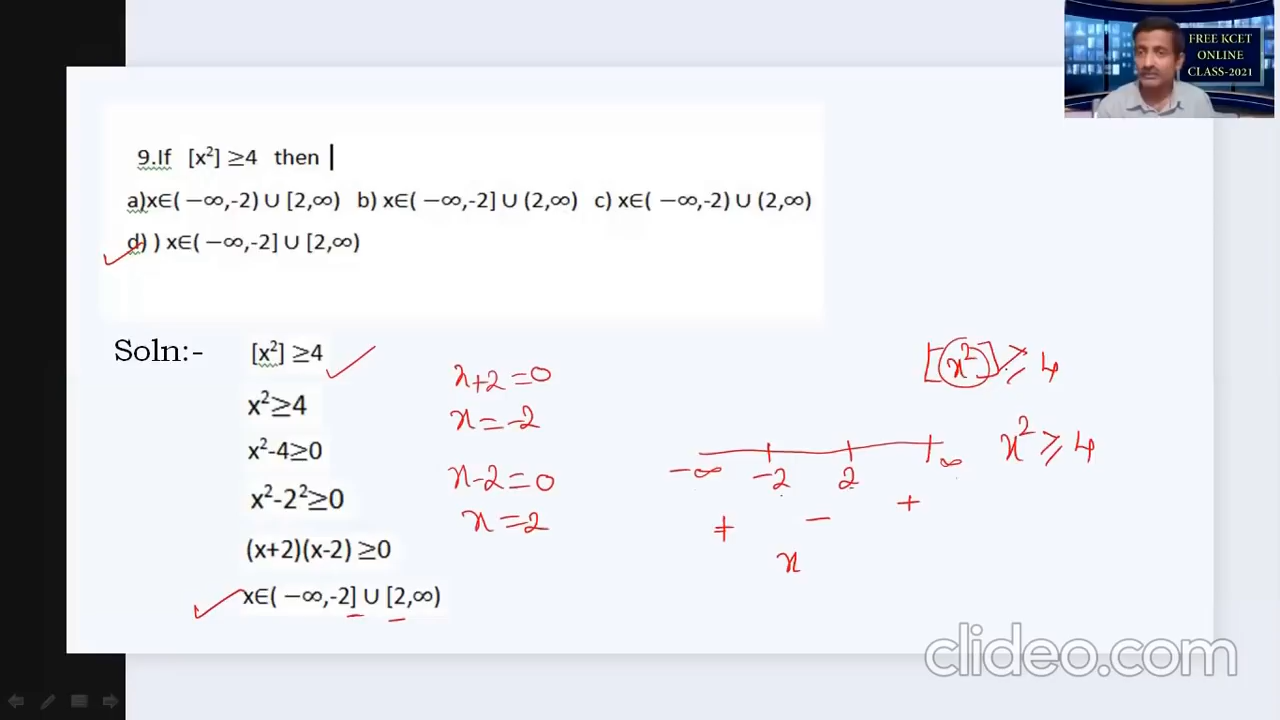 FREE KCET
ONLINE
CLASS-2021
9.If [x²] ≥4 then
a)x∈( −∞,-2) ∪ [2,∞) b) x∈( −∞,-2] ∪ (2,∞) c) x∈( −∞,-2) ∪ (2,∞)
d) ) x∈( −∞,-2] ∪ [2,∞)
Soln:- [x²] ≥4
x²≥4
x²-4≥0
x²-2²≥0
(x+2)(x-2) ≥0
x∈( −∞,-2] ∪ [2,∞)
x+2=0
x=-2
x-2=0
x=2
-∞ -2 2 ∞
+ - +
x
[x²] ≥ 4
x² ≥ 4
clideo.com